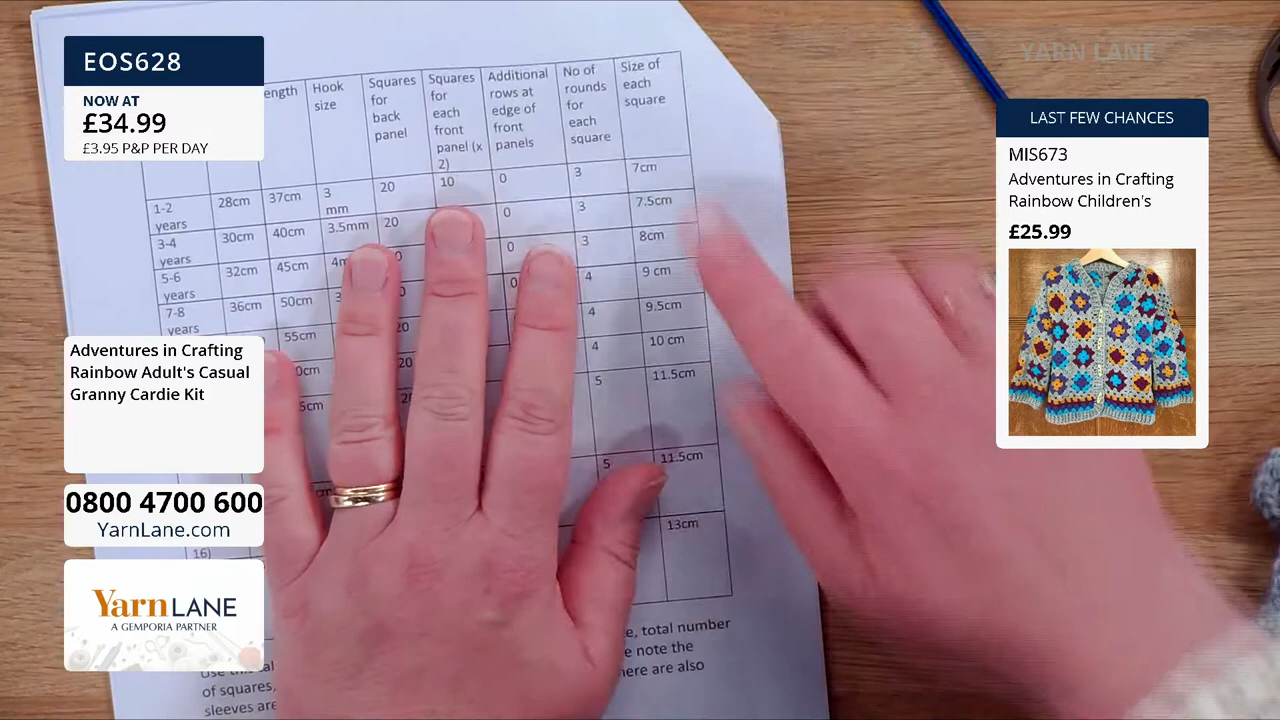 EOS628
NOW AT
£34.99
£3.95 P&P PER DAY
Adventures in Crafting
Rainbow Adult's Casual
Granny Cardie Kit
0800 4700 600
YarnLane.com
Yarn LANE
A GEMPORIA PARTNER
YARN LANE
LAST FEW CHANCES
MIS673
Adventures in Crafting
Rainbow Children's
£25.99
Hook size
Squares for back panel
Squares for each front panel (x 2)
Additional rows at edge of front panels
No of rounds for each square
Size of each square
1-2 years 28cm 37cm 3 mm 20 10 0 3 7cm
3-4 years 30cm 40cm 3.5mm 20 0 3 7.5cm
5-6 years 32cm 45cm 0 3 8cm
7-8 years 36cm 50cm 4 9 cm
55cm 20 4 9.5cm
20 4 10 cm
5 11.5cm
5 11.5cm
16) 13cm
total number
note the
of squares, here are also
sleeves are